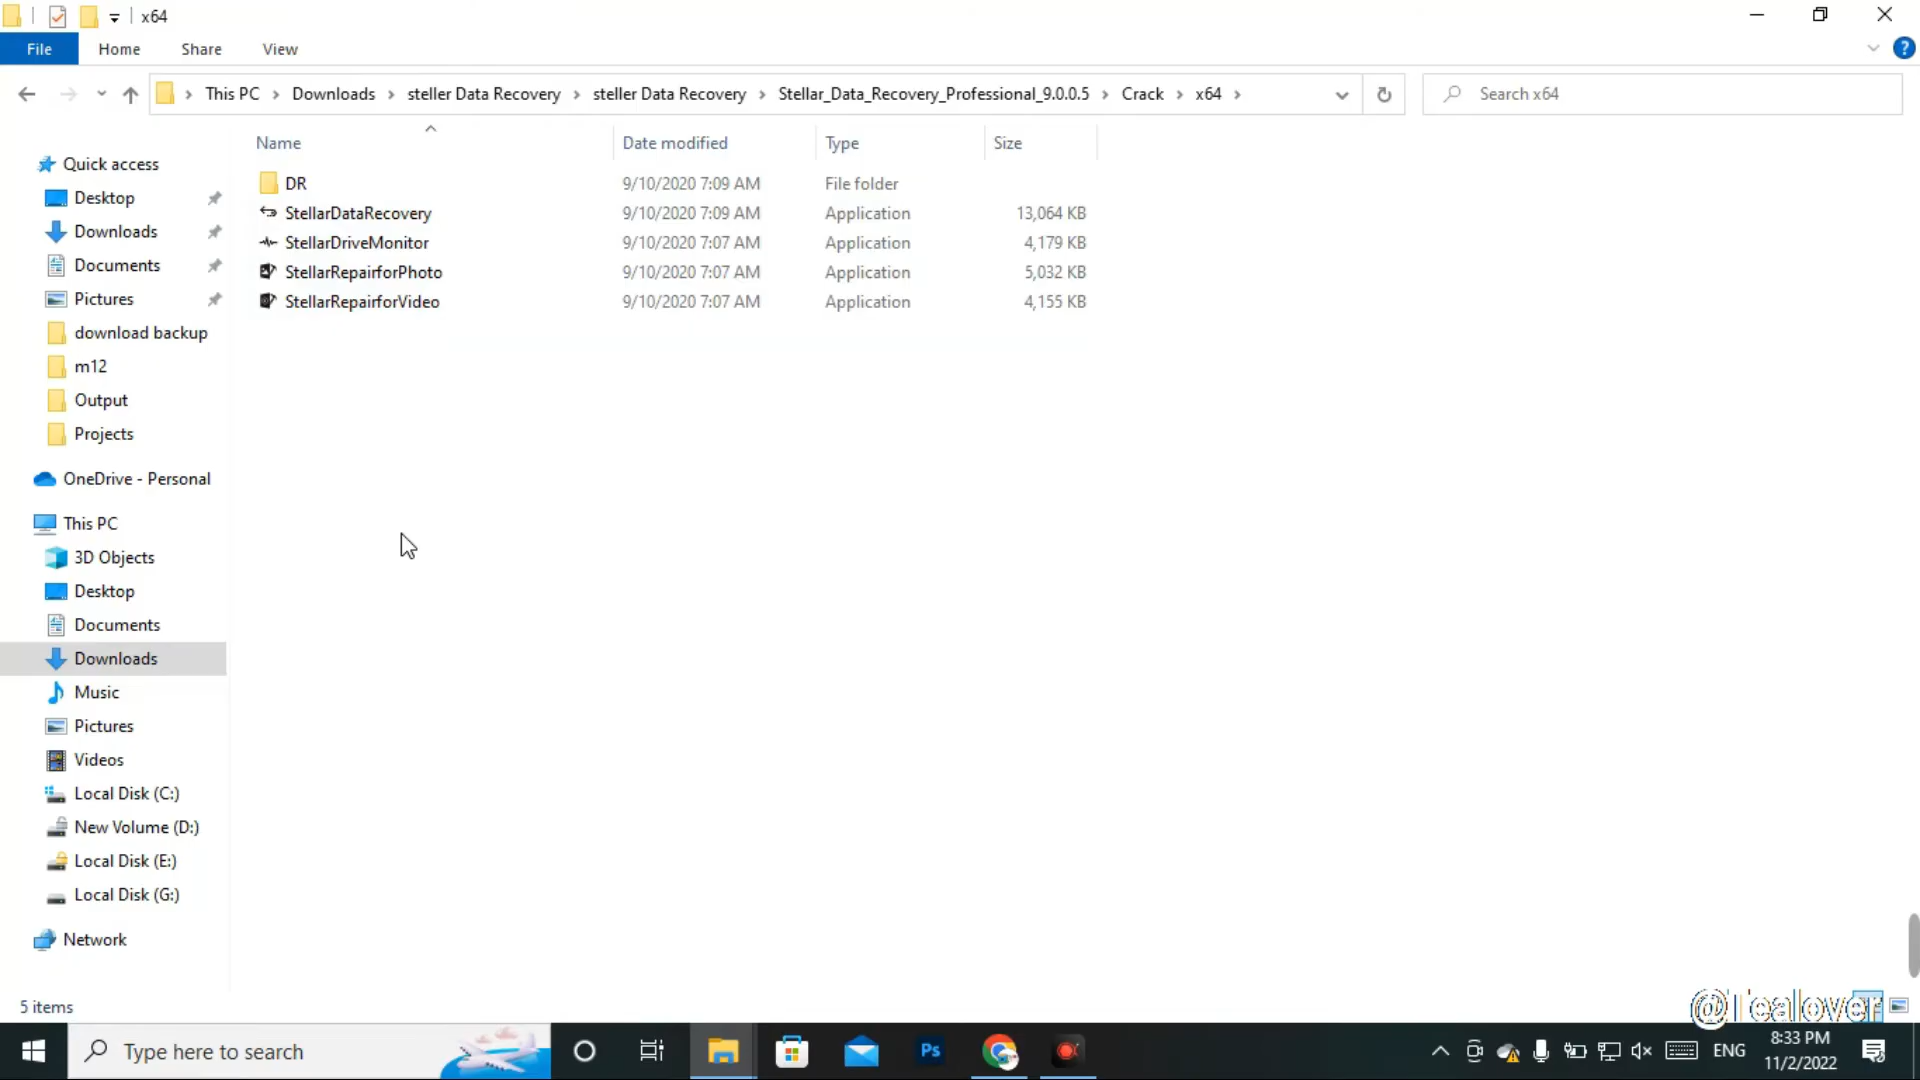 x64
File Home Share View
This PC Downloads steller Data Recovery steller Data Recovery Stellar_Data_Recovery_Professional_9.0.0.5 Crack x64
Search x64
Name Date modified Type Size
DR 9/10/2020 7:09 AM File folder
StellarDataRecovery 9/10/2020 7:09 AM Application 13,064 KB
StellarDriveMonitor 9/10/2020 7:07 AM Application 4,179 KB
StellarRepairforPhoto 9/10/2020 7:07 AM Application 5,032 KB
StellarRepairforVideo 9/10/2020 7:07 AM Application 4,155 KB
Quick access
Desktop
Downloads
Documents
Pictures
download backup
m12
Output
Projects
OneDrive - Personal
This PC
3D Objects
Desktop
Documents
Downloads
Music
Pictures
Videos
Local Disk (C:)
New Volume (D:)
Local Disk (E:)
Local Disk (G:)
Network
5 items
@Tealover
Type here to search
Ps
ENG
8:33 PM
11/2/2022